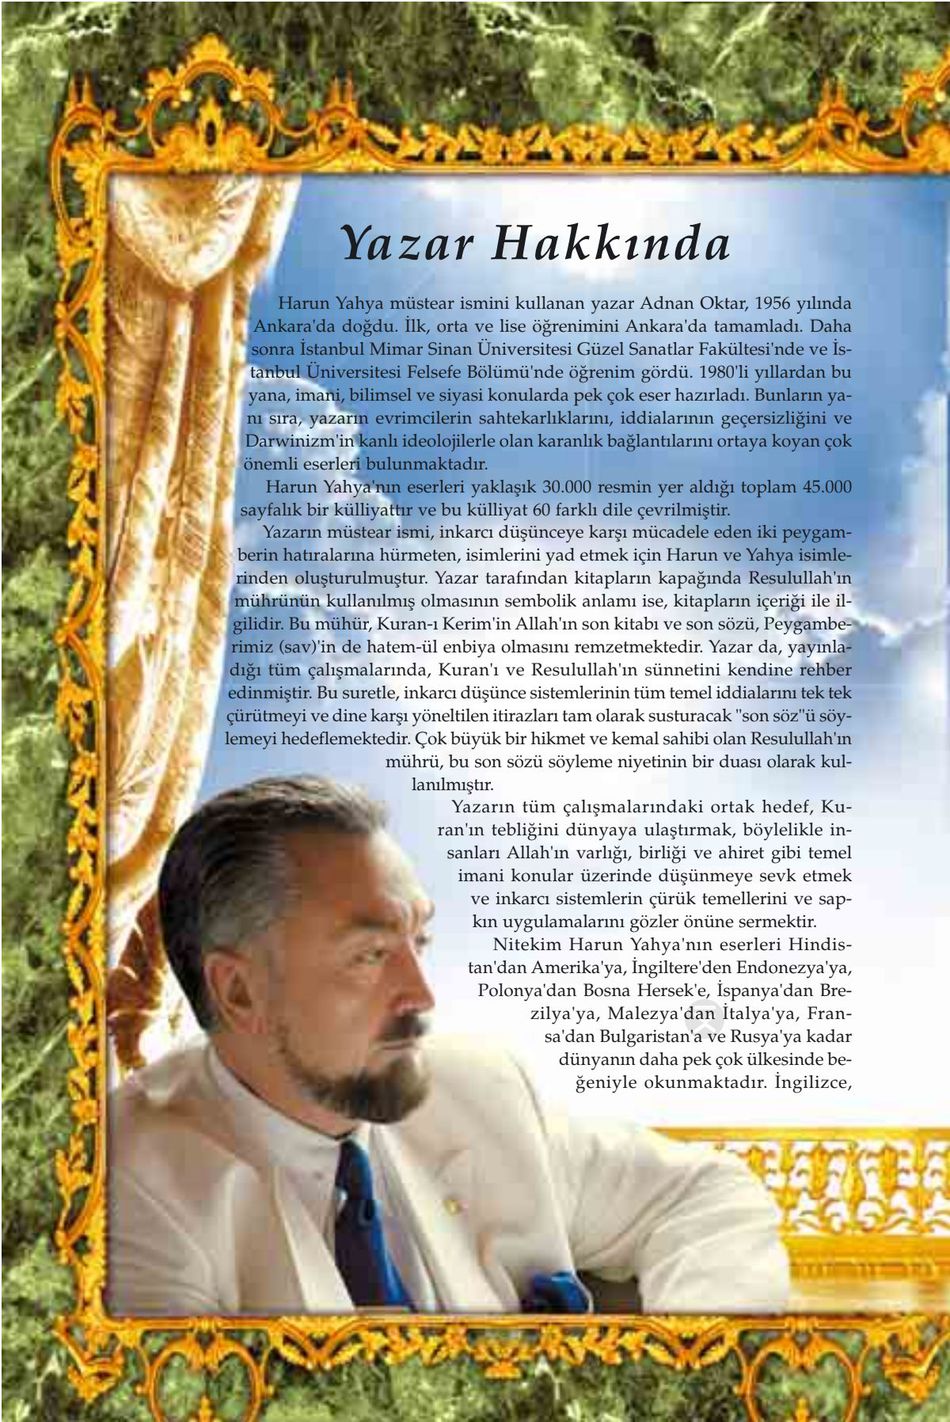 Yazar Hakkında
Harun Yahya müstear ismini kullanan yazar Adnan Oktar, 1956 yılında
Ankara'da doğdu. İlk, orta ve lise öğrenimini Ankara'da tamamladı. Daha
sonra İstanbul Mimar Sinan Üniversitesi Güzel Sanatlar Fakültesi'nde ve İs-
tanbul Üniversitesi Felsefe Bölümü'nde öğrenim gördü. 1980'li yıllardan bu
yana, imani, bilimsel ve siyasi konularda pek çok eser hazırladı. Bunların ya-
nı sıra, yazarın evrimcilerin sahtekarlıklarını, iddialarının geçersizliğini ve
Darwinizm'in kanlı ideolojilerle olan karanlık bağlantılarını ortaya koyan çok
önemli eserleri bulunmaktadır.
Harun Yahya'nın eserleri yaklaşık 30.000 resmin yer aldığı toplam 45.000
sayfalık bir külliyattır ve bu külliyat 60 farklı dile çevrilmiştir.
Yazarın müstear ismi, inkarcı düşünceye karşı mücadele eden iki peygam-
berin hatıralarına hürmeten, isimlerini yad etmek için Harun ve Yahya isimle-
rinden oluşturulmuştur. Yazar tarafından kitapların kapağında Resulullah'ın
mührünün kullanılmış olmasının sembolik anlamı ise, kitapların içeriği ile il-
gilidir. Bu mühür, Kuran-ı Kerim'in Allah'ın son kitabı ve son sözü, Peygambe-
rimiz (sav)'in de hatem-ül enbiya olmasını remzetmektedir. Yazar da, yayınla-
dığı tüm çalışmalarında, Kuran'ı ve Resulullah'ın sünnetini kendine rehber
edinmiştir. Bu suretle, inkarcı düşünce sistemlerinin tüm temel iddialarını tek tek
çürütmeyi ve dine karşı yöneltilen itirazları tam olarak susturacak "son söz"ü söy-
lemeyi hedeflemektedir. Çok büyük bir hikmet ve kemal sahibi olan Resulullah'ın
mührü, bu son sözü söyleme niyetinin bir duası olarak kul-
lanılmıştır.
Yazarın tüm çalışmalarındaki ortak hedef, Ku-
ran'ın tebliğini dünyaya ulaştırmak, böylelikle in-
sanları Allah'ın varlığı, birliği ve ahiret gibi temel
imani konular üzerinde düşünmeye sevk etmek
ve inkarcı sistemlerin çürük temellerini ve sap-
kın uygulamalarını gözler önüne sermektir.
Nitekim Harun Yahya'nın eserleri Hindis-
tan'dan Amerika'ya, İngiltere'den Endonezya'ya,
Polonya'dan Bosna Hersek'e, İspanya'dan Bre-
zilya'ya, Malezya'dan İtalya'ya, Fran-
sa'dan Bulgaristan'a ve Rusya'ya kadar
dünyanın daha pek çok ülkesinde be-
ğeniyle okunmaktadır. İngilizce,